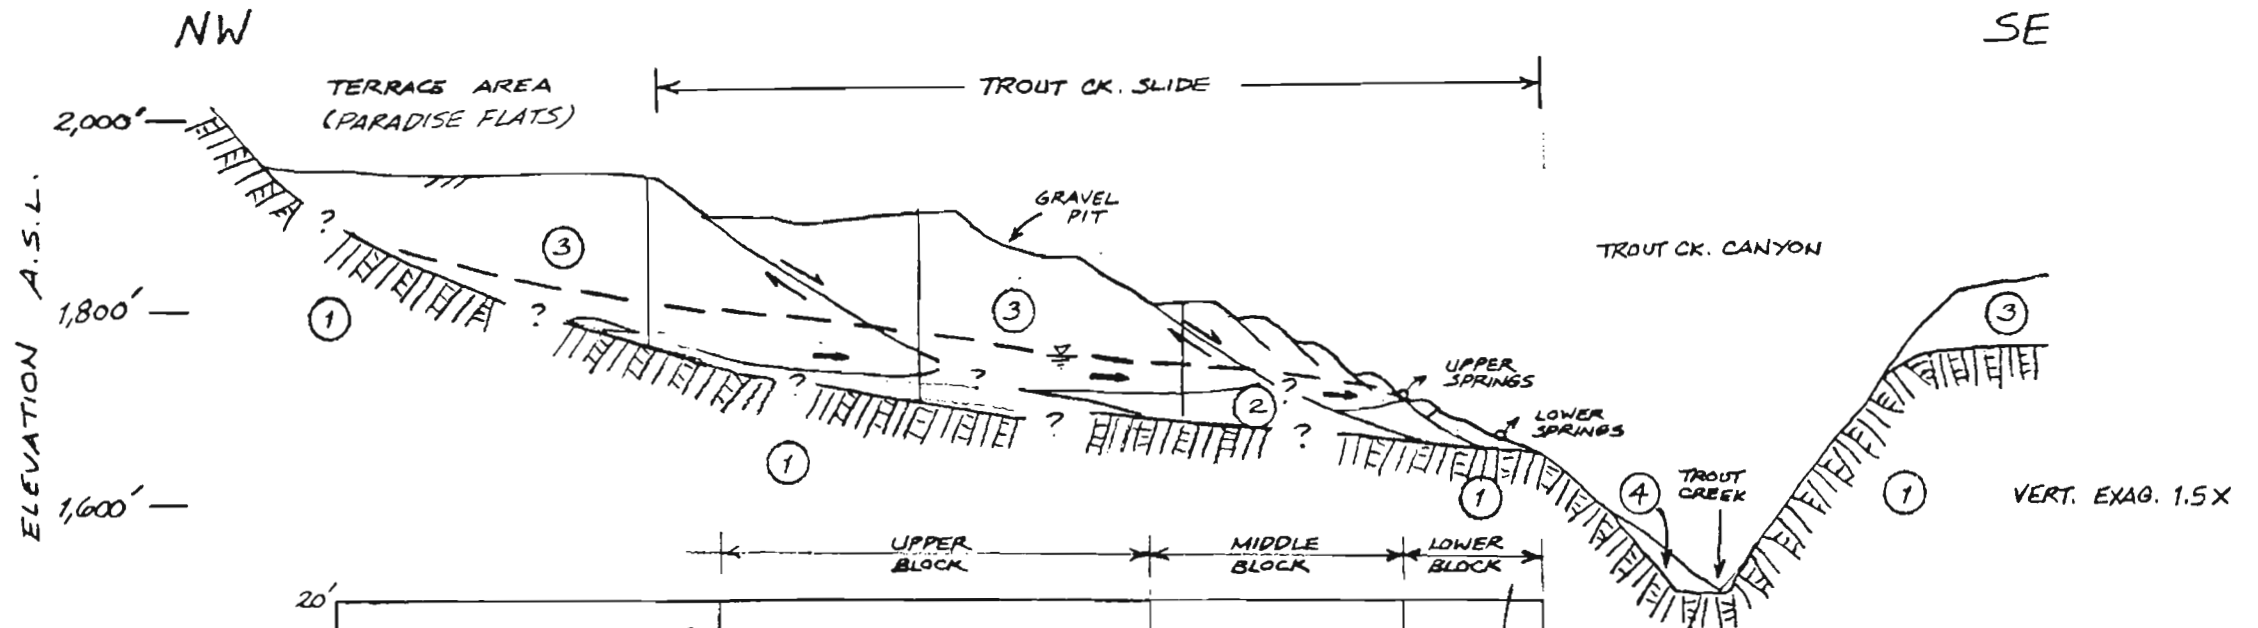 NW
SE
TERRACE AREA
(PARADISE FLATS)
TROUT CK. SLIDE
2,000'
GRAVEL
PIT
3
TROUT CK. CANYON
ELEVATION A.S.L.
1,800'
?
1
3
3
?
?
?
?
UPPER
SPRINGS
2
LOWER
SPRINGS
?
?
1
1
4
TROUT
CREEK
1
VERT. EXAG. 1.5X
1,600'
UPPER
BLOCK
MIDDLE
BLOCK
LOWER
BLOCK
20'